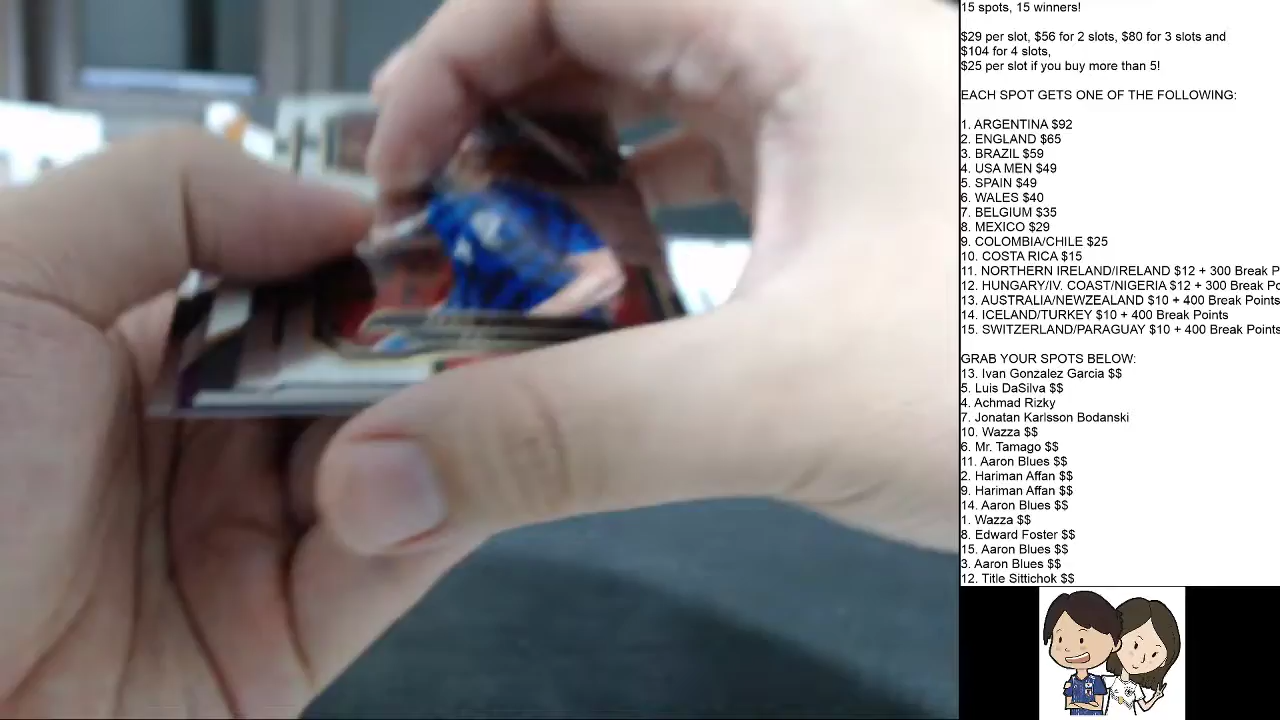 15 spots, 15 winners!
$29 per slot, $56 for 2 slots, $80 for 3 slots and
$104 for 4 slots,
$25 per slot if you buy more than 5!
EACH SPOT GETS ONE OF THE FOLLOWING:
1. ARGENTINA $92
2. ENGLAND $65
3. BRAZIL $59
4. USA MEN $49
5. SPAIN $49
6. WALES $40
7. BELGIUM $35
8. MEXICO $29
9. COLOMBIA/CHILE $25
10. COSTA RICA $15
11. NORTHERN IRELAND/IRELAND $12 + 300 Break P
12. HUNGARY/IV. COAST/NIGERIA $12 + 300 Break Po
13. AUSTRALIA/NEWZEALAND $10 + 400 Break Points
14. ICELAND/TURKEY $10 + 400 Break Points
15. SWITZERLAND/PARAGUAY $10 + 400 Break Points
GRAB YOUR SPOTS BELOW:
13. Ivan Gonzalez Garcia $$
5. Luis DaSilva $$
4. Achmad Rizky
7. Jonatan Karlsson Bodanski
10. Wazza $$
6. Mr. Tamago $$
11. Aaron Blues $$
2. Hariman Affan $$
9. Hariman Affan $$
14. Aaron Blues $$
1. Wazza $$
8. Edward Foster $$
15. Aaron Blues $$
3. Aaron Blues $$
12. Title Sittichok $$